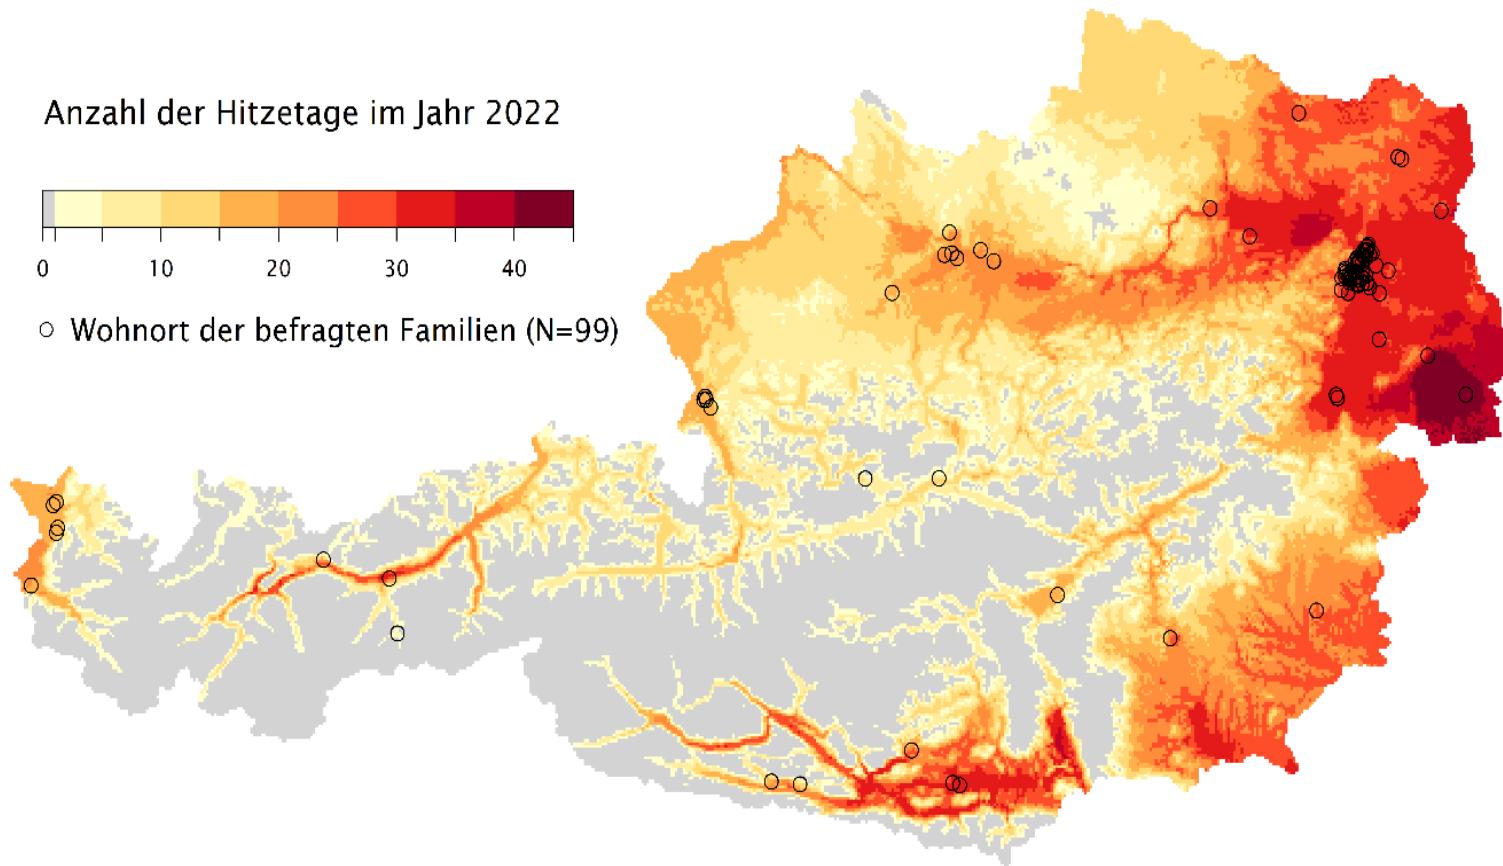 Anzahl der Hitzetage im Jahr 2022
0 10 20 30 40
Wohnort der befragten Familien (N=99)